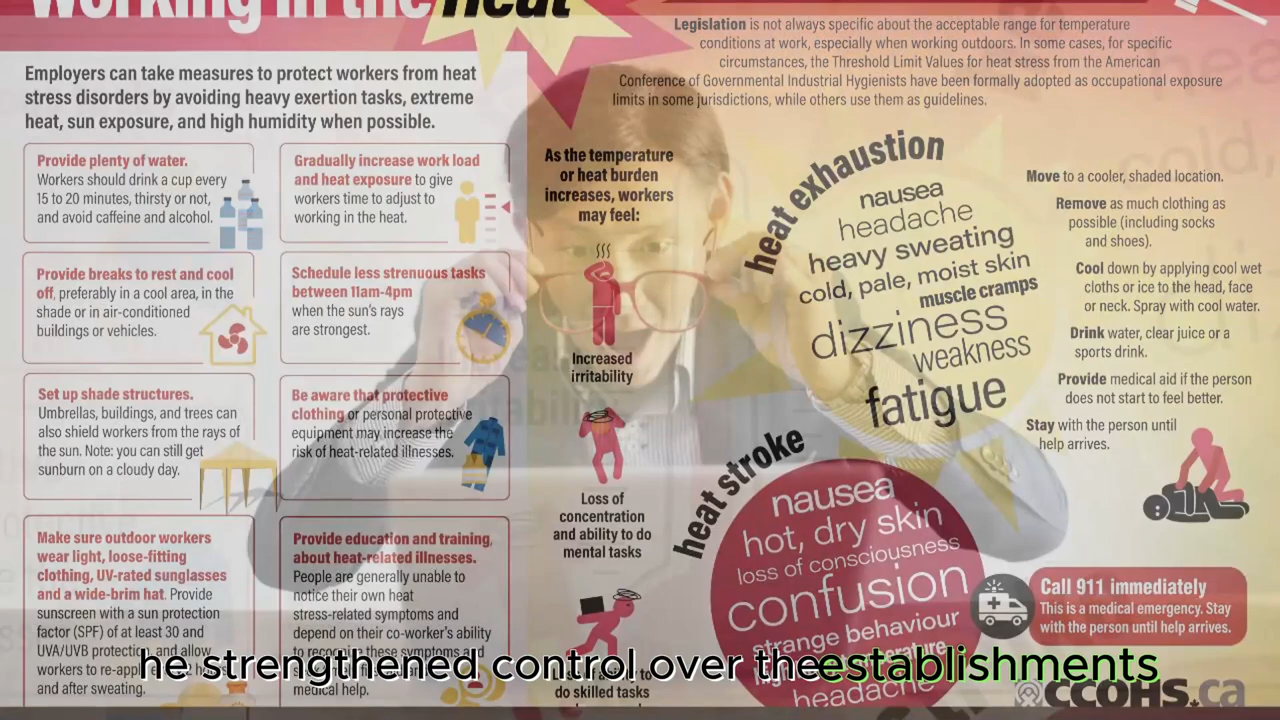 Working in the heat
Employers can take measures to protect workers from heat
stress disorders by avoiding heavy exertion tasks, extreme
heat, sun exposure, and high humidity when possible.
Provide plenty of water.
Workers should drink a cup every
15 to 20 minutes, thirsty or not,
and avoid caffeine and alcohol.
Gradually increase work load
and heat exposure to give
workers time to adjust to
working in the heat.
Provide breaks to rest and cool
off, preferably in a cool area, in the
shade or in air-conditioned
buildings or vehicles.
Schedule less strenuous tasks
between 11am-4pm
when the sun's rays
are strongest.
Set up shade structures.
Umbrellas, buildings, and trees can
also shield workers from the rays of
the sun. Note: you can still get
sunburn on a cloudy day.
Be aware that protective
clothing or personal protective
equipment may increase the
risk of heat-related illnesses.
Make sure outdoor workers
wear light, loose-fitting
clothing, UV-rated sunglasses
and a wide-brim hat. Provide
sunscreen with a sun protection
factor (SPF) of at least 30 and
UVA/UVB protection, and allow
workers to
and after sweating.
Provide education and training,
about heat-related illnesses.
People are generally unable to
notice their own heat
stress-related symptoms and
depend on their co-worker's ability
to recognize these symptoms and
medical help.
As the temperature
or heat burden
increases, workers
may feel:
Increased
irritability
Loss of
concentration
and ability to do
mental tasks
do skilled tasks
Legislation is not always specific about the acceptable range for temperature
conditions at work, especially when working outdoors. In some cases, for specific
circumstances, the Threshold Limit Values for heat stress from the American
Conference of Governmental Industrial Hygienists have been formally adopted as occupational exposure
limits in some jurisdictions, while others use them as guidelines.
heat exhaustion
nausea
headache
heavy sweating
cold, pale, moist skin
muscle cramps
dizziness
weakness
fatigue
Move to a cooler, shaded location.
Remove as much clothing as
possible (including socks
and shoes).
Cool down by applying cool wet
cloths or ice to the head, face
or neck. Spray with cool water.
Drink water, clear juice or a
sports drink.
Provide medical aid if the person
does not start to feel better.
Stay with the person until
help arrives.
heat stroke
nausea
hot, dry skin
loss of consciousness
confusion
strange behaviour
headache
Call 911 immediately
This is a medical emergency. Stay
with the person until help arrives.
he strengthened control over the establishments
CCOHS.ca